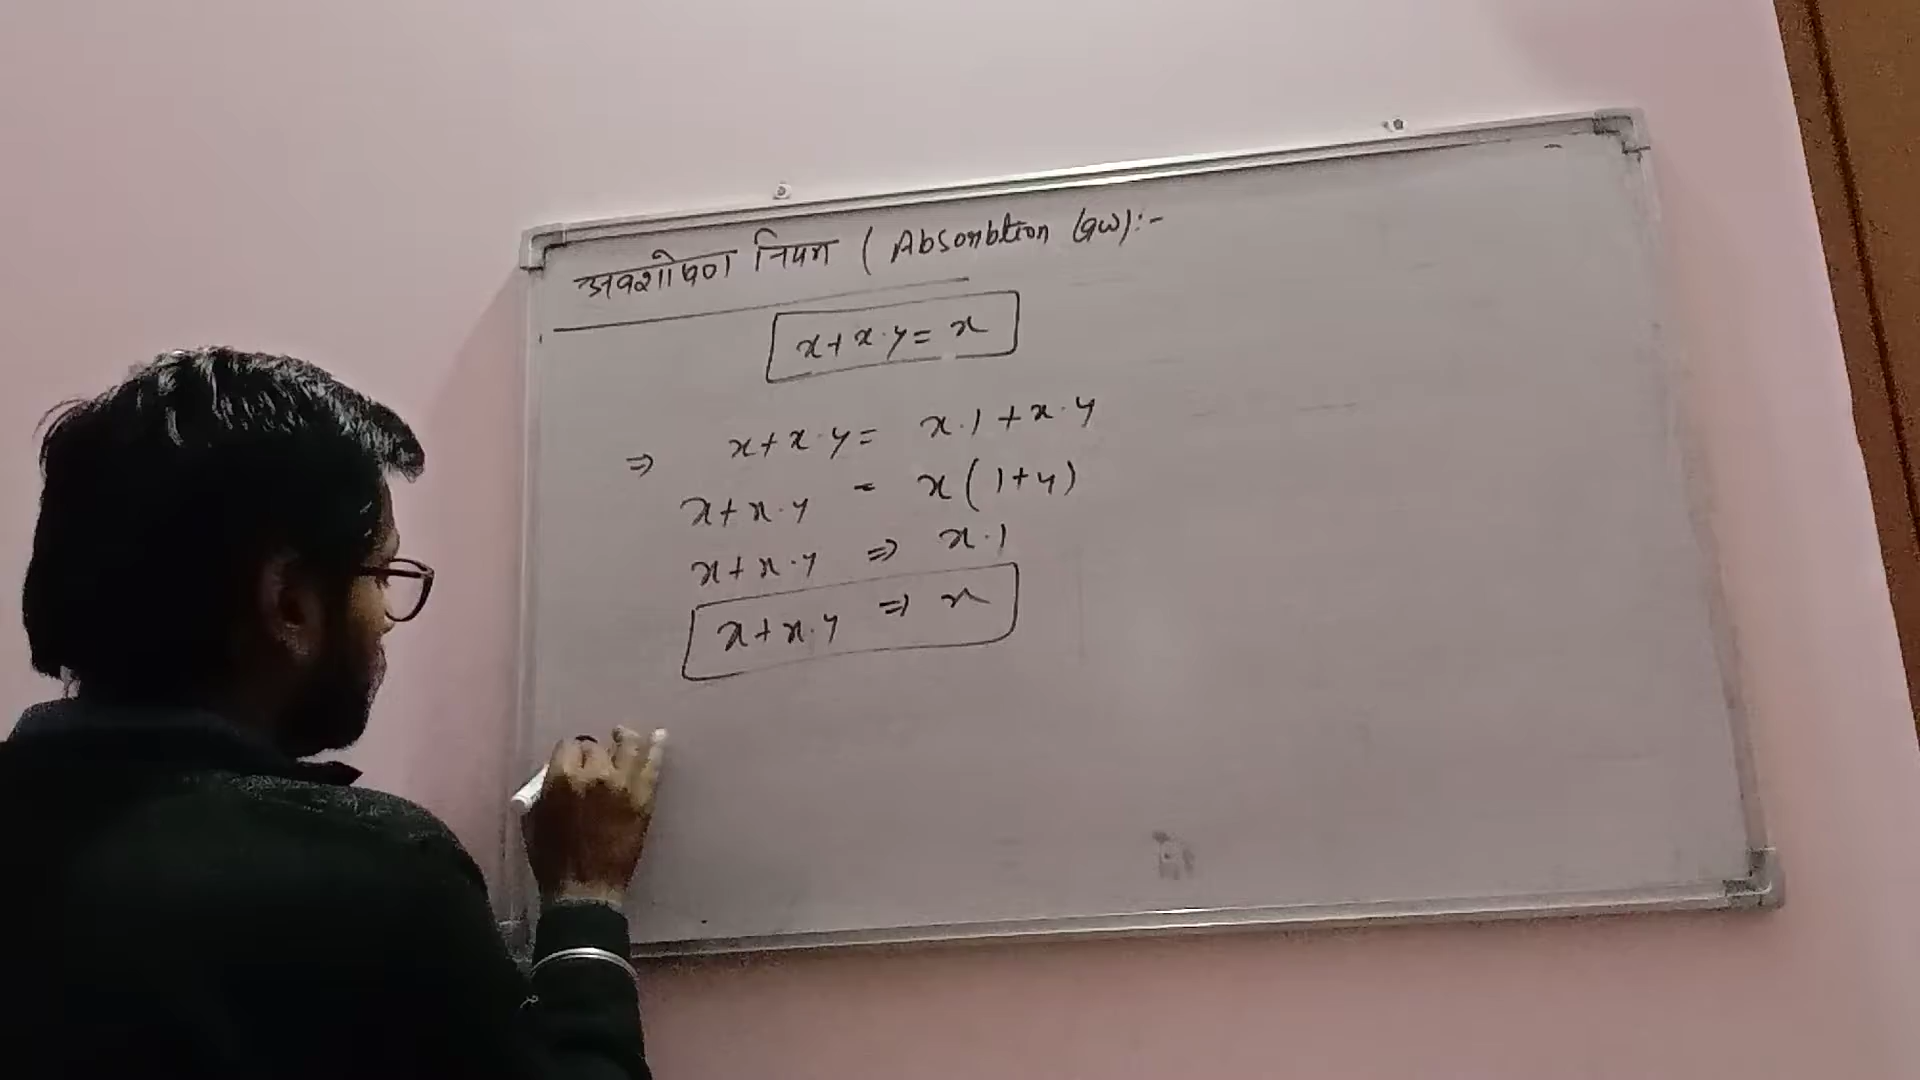 अवशोषण नियम ( Absorbtion law):-
x+x.y= x
⇒ x+x.y= x.1+x.y
x+x.y = x(1+y)
x+x.y ⇒ x.1
x+x.y ⇒ x